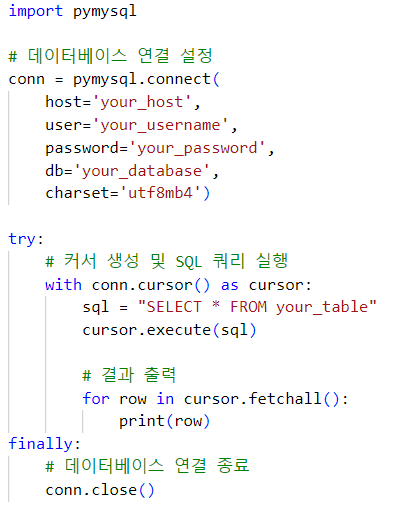 import pymysql
# 데이터베이스 연결 설정
conn = pymysql.connect(
    host='your_host',
    user='your_username',
    password='your_password',
    db='your_database',
    charset='utf8mb4')
try:
    # 커서 생성 및 SQL 쿼리 실행
    with conn.cursor() as cursor:
        sql = "SELECT * FROM your_table"
        cursor.execute(sql)
        # 결과 출력
        for row in cursor.fetchall():
            print(row)
finally:
    # 데이터베이스 연결 종료
    conn.close()